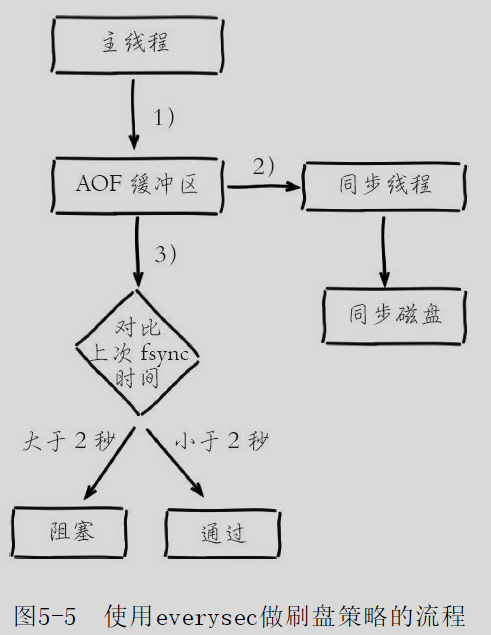 主线程
1)
AOF 缓冲区
2)
同步线程
3)
同步磁盘
对比
上次 fsync
时间
大于 2 秒
小于 2 秒
阻塞
通过
图5-5 使用everysec做刷盘策略的流程